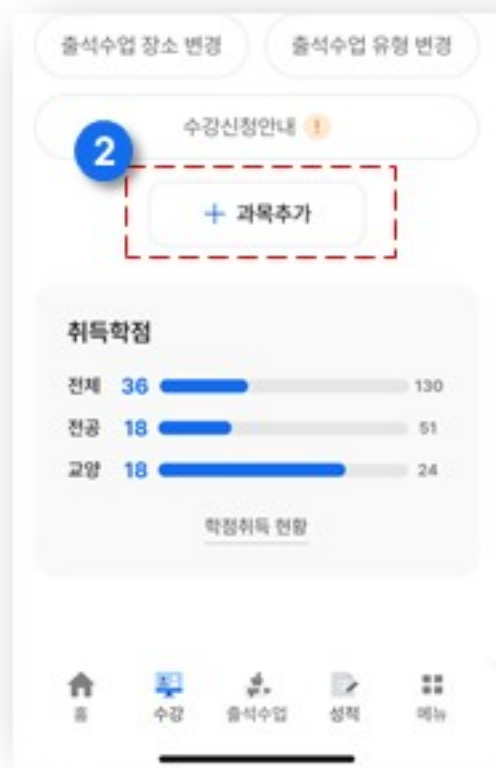 출석수업 장소 변경
출석수업 유형 변경
수강신청안내 !
2
+ 과목추가
취득학점
전체 36 130
전공 18 51
교양 18 24
학점취득 현황
홈
수강
출석수업
성적
메뉴